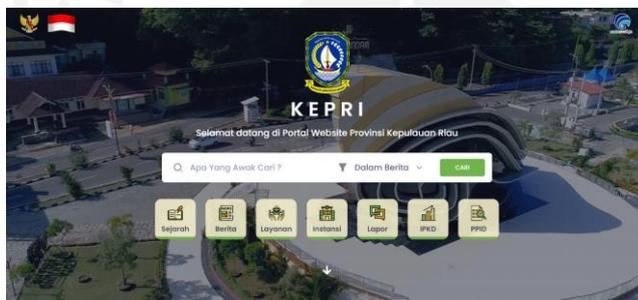 KEPRI
Selamat datang di Portal Website Provinsi Kepulauan Riau
Apa Yang Awak Cari ?
Dalam Berita
CARI
Sejarah
Berita
Layanan
Instansi
Lapor
IPKD
PPID